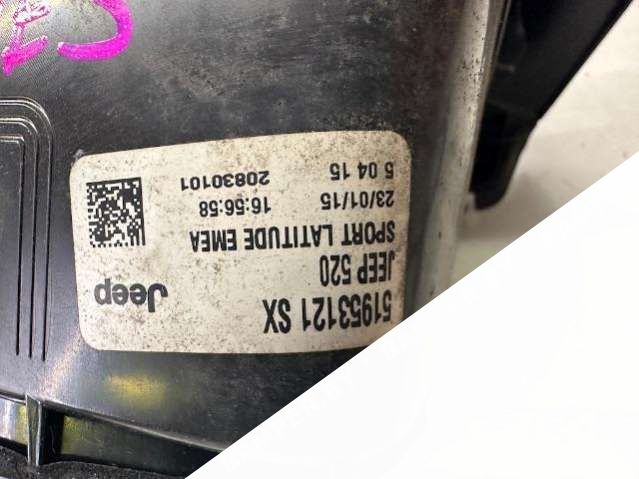 51953121 SX
JEEP 520
Jeep
SPORT LATITUDE EMEA
23/01/15 16:56:58
5 04 15 20830101